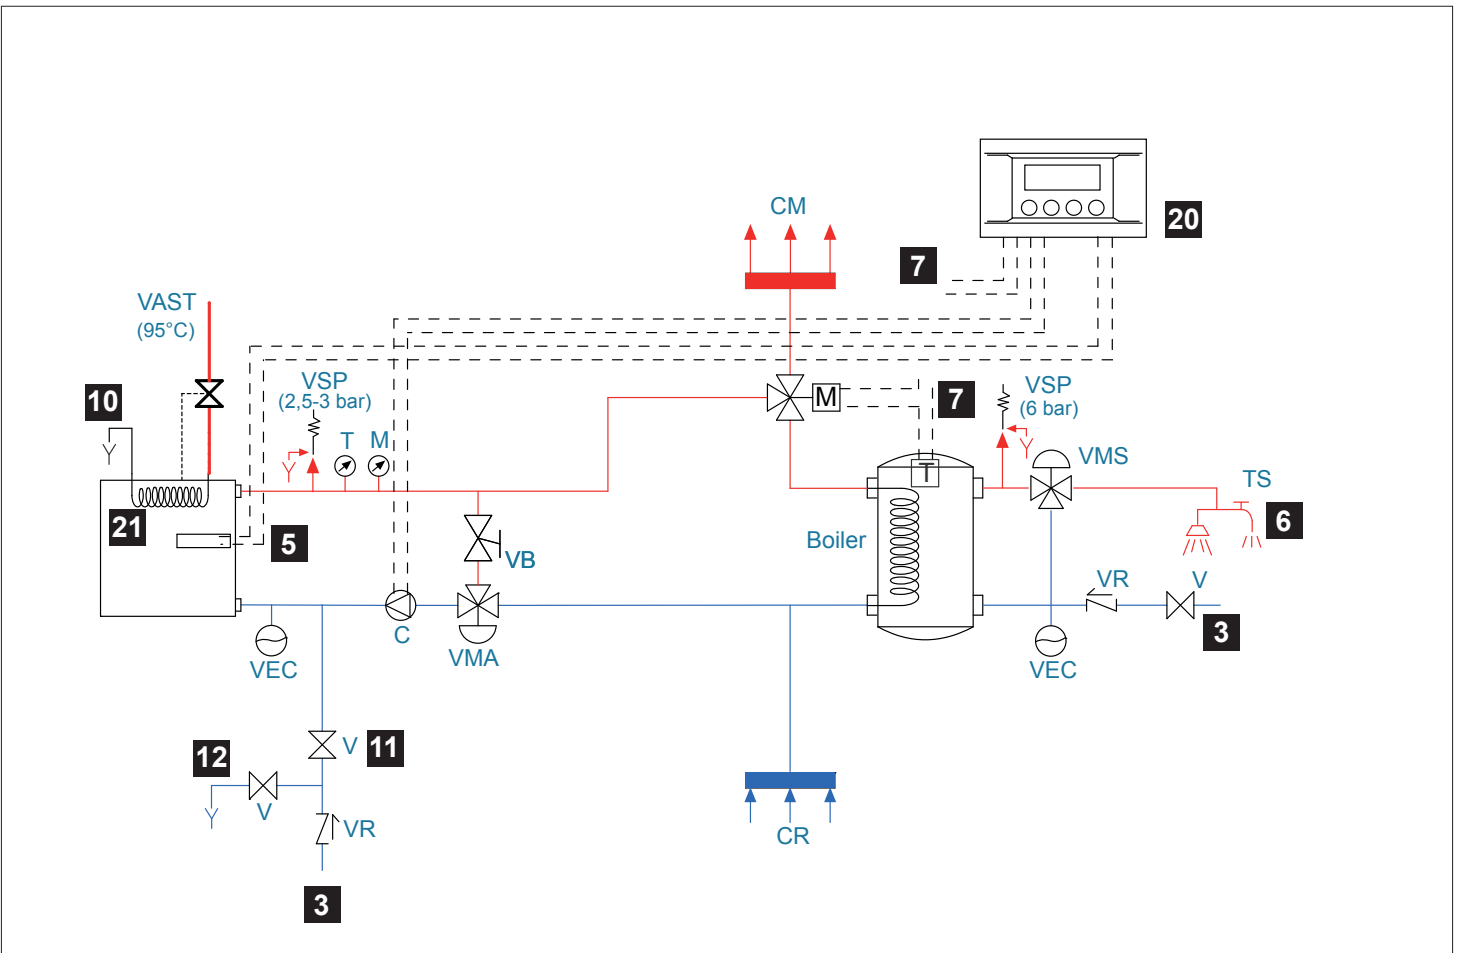 CM
20
7
VAST
(95°C)
VSP
(2,5-3 bar)
10
T
M
M
7
VSP
(6 bar)
VMS
T
TS
6
21
5
VB
Boiler
VR
V
3
C
VMA
VEC
VEC
V
11
12
V
VR
CR
3